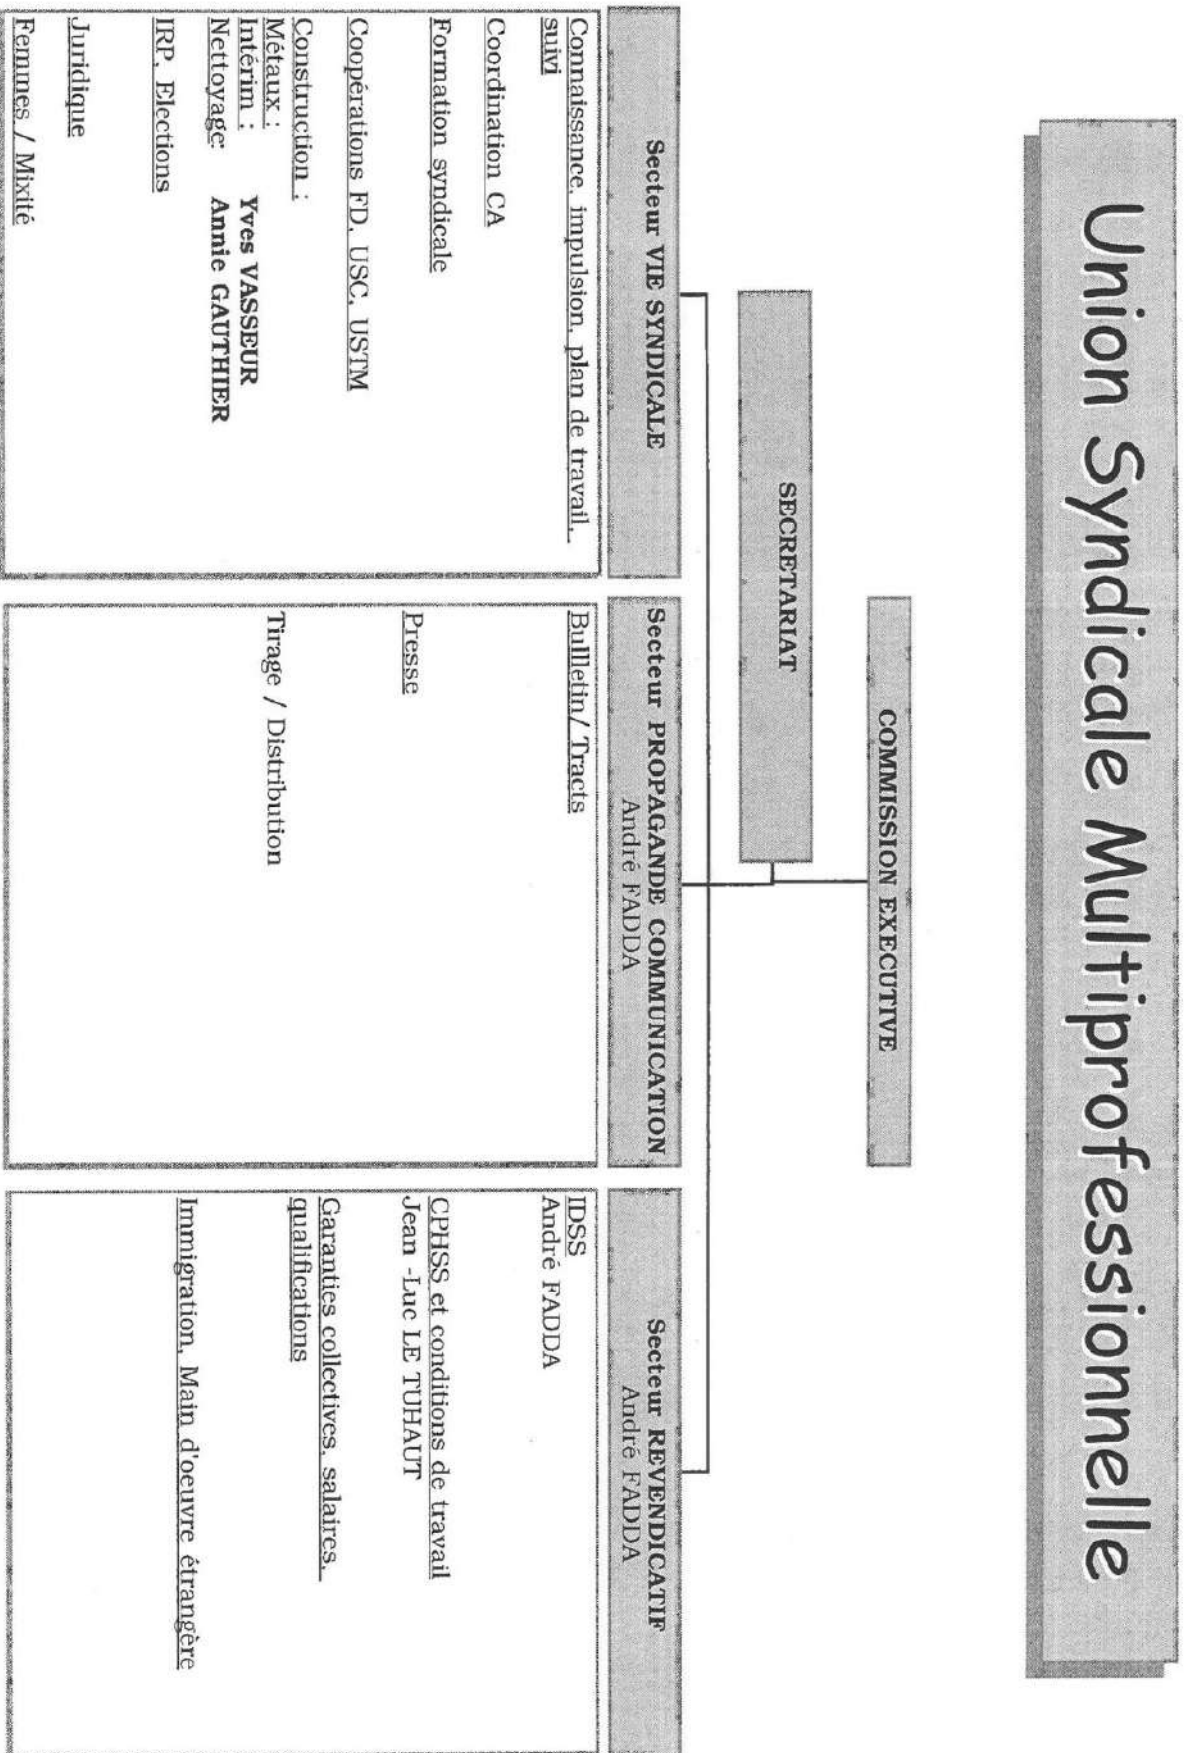 Union Syndicale Multiprofessionnelle
COMMISSION EXECUTIVE
SECRETARIAT
Secteur VIE SYNDICALE
Connaissance, impulsion, plan de travail,
suivi
Coordination CA
Formation syndicale
Coopérations FD, USC, USTM
Construction :
Métaux :
Intérim : Yves VASSEUR
Nettoyage: Annie GAUTHIER
IRP, Elections
Juridique
Femmes / Mixité
Secteur PROPAGANDE COMMUNICATION
André FADDA
Bullletin/ Tracts
Presse
Tirage / Distribution
Secteur REVENDICATIF
André FADDA
IDSS
André FADDA
CPHSS et conditions de travail
Jean -Luc LE TUHAUT
Garanties collectives, salaires,
qualifications
Immigration, Main d'oeuvre étrangère